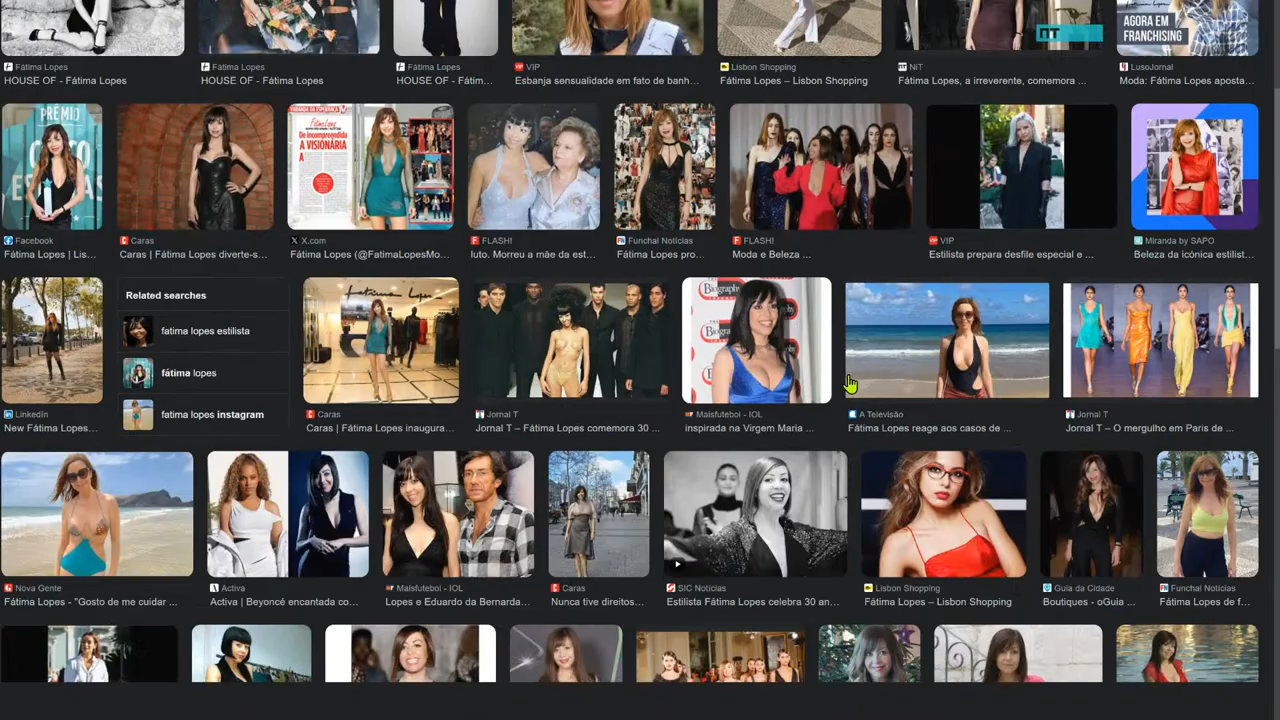 AGORA EM
FRANCHISING
NiT
Fátima Lopes
HOUSE OF - Fátima Lopes
Fátima Lopes
HOUSE OF - Fátima Lopes
Fátima Lopes
HOUSE OF - Fátim...
VIP
Esbanja sensualidade em fato de banh...
Lisbon Shopping
Fátima Lopes – Lisbon Shopping
NiT
Fátima Lopes, a irreverente, comemora ...
LusoJornal
Moda: Fátima Lopes aposta...
PRÉMIO
De incompreendida
A VISIONÁRIA
Facebook
Fátima Lopes | Lis...
Caras
Caras | Fátima Lopes diverte-s...
X.com
Fátima Lopes (@FatimaLopesMo...
FLASH!
luto. Morreu a mãe da est...
Funchal Notícias
Fátima Lopes pro...
FLASH!
Moda e Beleza ...
VIP
Estilista prepara desfile especial e ...
Miranda by SAPO
Beleza da icónica estilist...
Related searches
fatima lopes estilista
fátima lopes
fatima lopes instagram
Fátima Lopes
Biography
LinkedIn
New Fátima Lopes...
Caras
Caras | Fátima Lopes inaugura...
Jornal T
Jornal T – Fátima Lopes comemora 30 ...
Maisfutebol - IOL
inspirada na Virgem Maria ...
A Televisão
Fátima Lopes reage aos casos de ...
Jornal T
Jornal T – O mergulho em Paris de ...
Nova Gente
Fátima Lopes - "Gosto de me cuidar ...
Activa
Activa | Beyoncé encantada co...
Maisfutebol - IOL
Lopes e Eduardo da Bernarda...
Caras
Nunca tive direitos...
SIC Notícias
Estilista Fátima Lopes celebra 30 an...
Lisbon Shopping
Fátima Lopes – Lisbon Shopping
Guia da Cidade
Boutiques - oGuia ...
Funchal Notícias
Fátima Lopes de f...